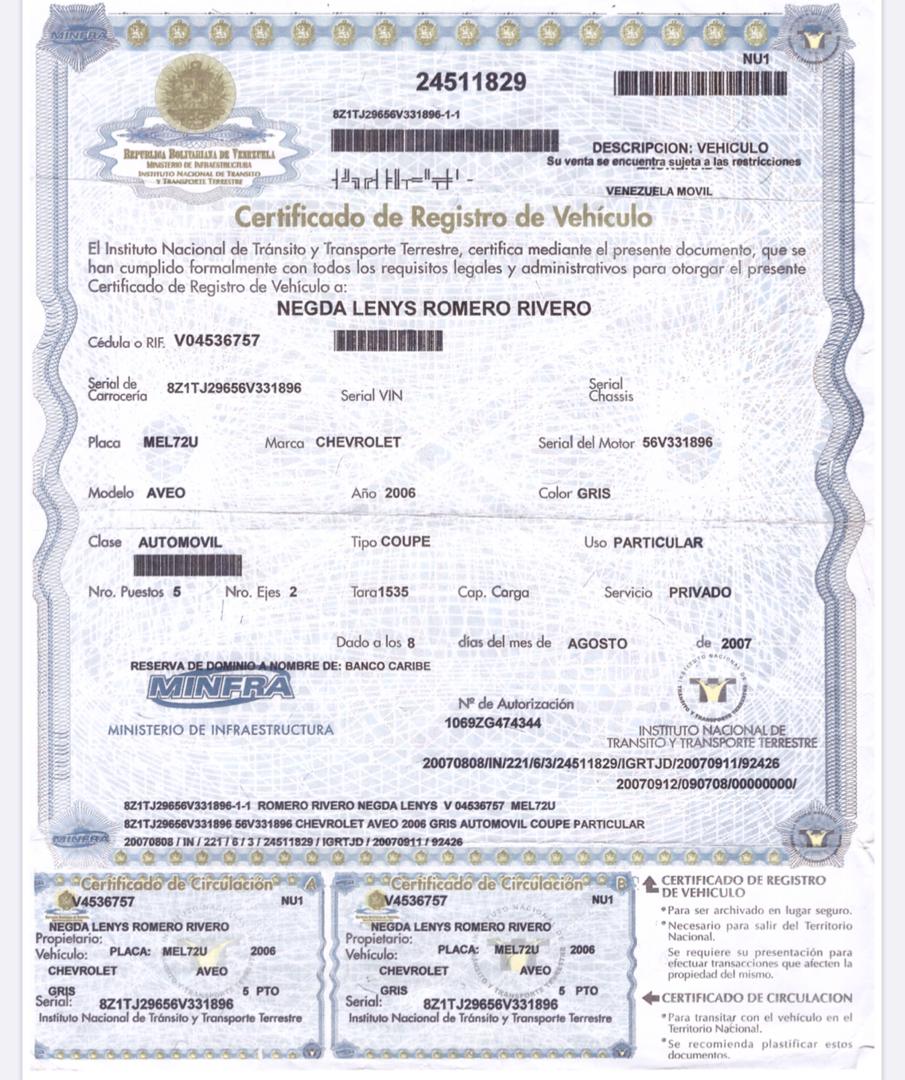 MINFRA
NU1
24511829
8Z1TJ29656V331896-1-1
REPUBLICA BOLIVARIANA DE VENEZUELA
MINISTERIO DE INFRAESTRUCTURA
INSTITUTO NACIONAL DE TRANSITO
Y TRANSPORTE TERRESTRE
DESCRIPCION: VEHICULO
Su venta se encuentra sujeta a las restricciones
VENEZUELA MOVIL
Certificado de Registro de Vehículo
El Instituto Nacional de Tránsito y Transporte Terrestre, certifica mediante el presente documento, que se
han cumplido formalmente con todos los requisitos legales y administrativos para otorgar el presente
Certificado de Registro de Vehículo a:
NEGDA LENYS ROMERO RIVERO
Cédula o RIF. V04536757
Serial de Carrocería 8Z1TJ29656V331896 Serial VIN Serial Chassis
Placa MEL72U Marca CHEVROLET Serial del Motor 56V331896
Modelo AVEO Año 2006 Color GRIS
Clase AUTOMOVIL Tipo COUPE Uso PARTICULAR
Nro. Puestos 5 Nro. Ejes 2 Tara1535 Cap. Carga Servicio PRIVADO
Dado a los 8 días del mes de AGOSTO de 2007
RESERVA DE DOMINIO A NOMBRE DE: BANCO CARIBE
MINFRA
MINISTERIO DE INFRAESTRUCTURA
Nº de Autorización
1069ZG474344
INSTITUTO NACIONAL DE
TRANSITO Y TRANSPORTE TERRESTRE
20070808/IN/221/6/3/24511829/IGRTJD/20070911/92426
20070912/090708/00000000/
8Z1TJ29656V331896-1-1 ROMERO RIVERO NEGDA LENYS V 04536757 MEL72U
8Z1TJ29656V331896 56V331896 CHEVROLET AVEO 2006 GRIS AUTOMOVIL COUPE PARTICULAR
20070808 / IN / 221 / 6 / 3 / 24511829 / IGRTJD / 20070911 / 92426
MINFRA
Certificado de Circulación A
V4536757 NU1
NEGDA LENYS ROMERO RIVERO
Propietario:
Vehículo: PLACA: MEL72U 2006
CHEVROLET AVEO
GRIS 5 PTO
Serial: 8Z1TJ29656V331896
Instituto Nacional de Tránsito y Transporte Terrestre
Certificado de Circulación B
V4536757 NU1
NEGDA LENYS ROMERO RIVERO
Propietario:
Vehículo: PLACA: MEL72U 2006
CHEVROLET AVEO
GRIS 5 PTO
Serial: 8Z1TJ29656V331896
Instituto Nacional de Tránsito y Transporte Terrestre
CERTIFICADO DE REGISTRO
DE VEHICULO
*Para ser archivado en lugar seguro.
*Necesario para salir del Territorio
Nacional.
Se requiere su presentación para
efectuar transacciones que afecten la
propiedad del mismo.
CERTIFICADO DE CIRCULACION
*Para transitar con el vehículo en el
Territorio Nacional.
*Se recomienda plastificar estos
documentos.